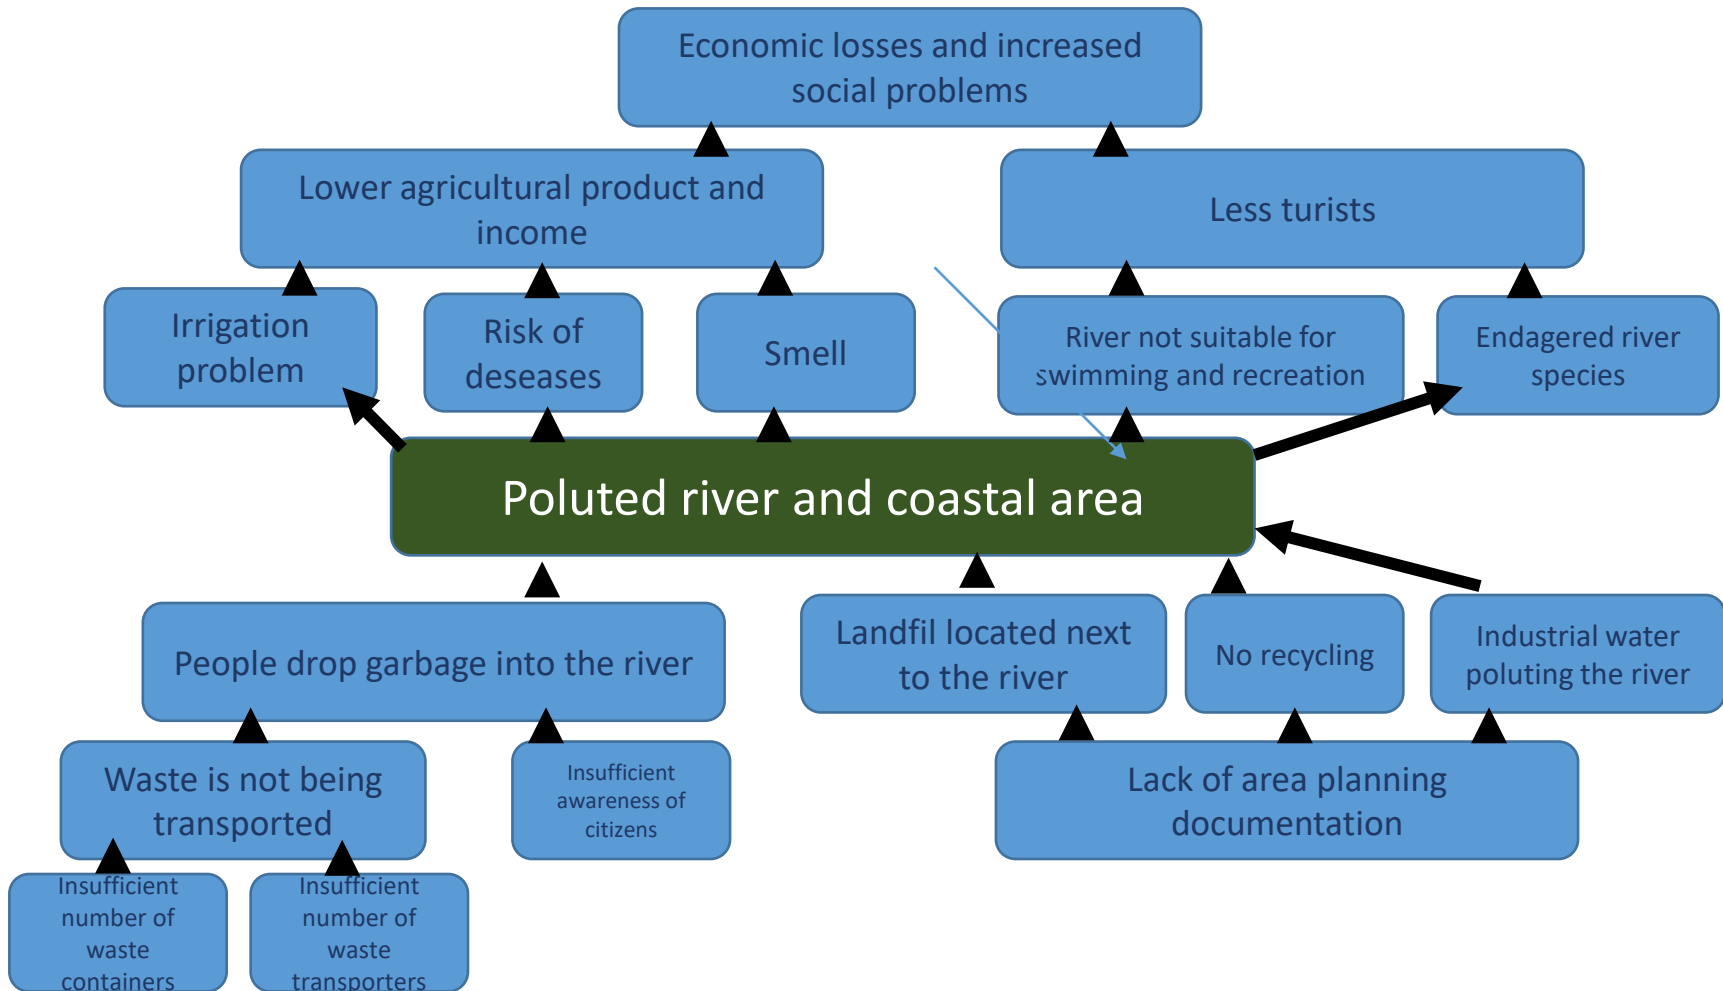 Economic losses and increased
social problems
Lower agricultural product and
income
Less turists
Irrigation
problem
Risk of
deseases
Smell
River not suitable for
swimming and recreation
Endagered river
species
Poluted river and coastal area
People drop garbage into the river
Landfil located next
to the river
No recycling
Industrial water
poluting the river
Waste is not being
transported
Insufficient
awareness of
citizens
Lack of area planning
documentation
Insufficient
number of
waste
containers
Insufficient
number of
waste
transporters